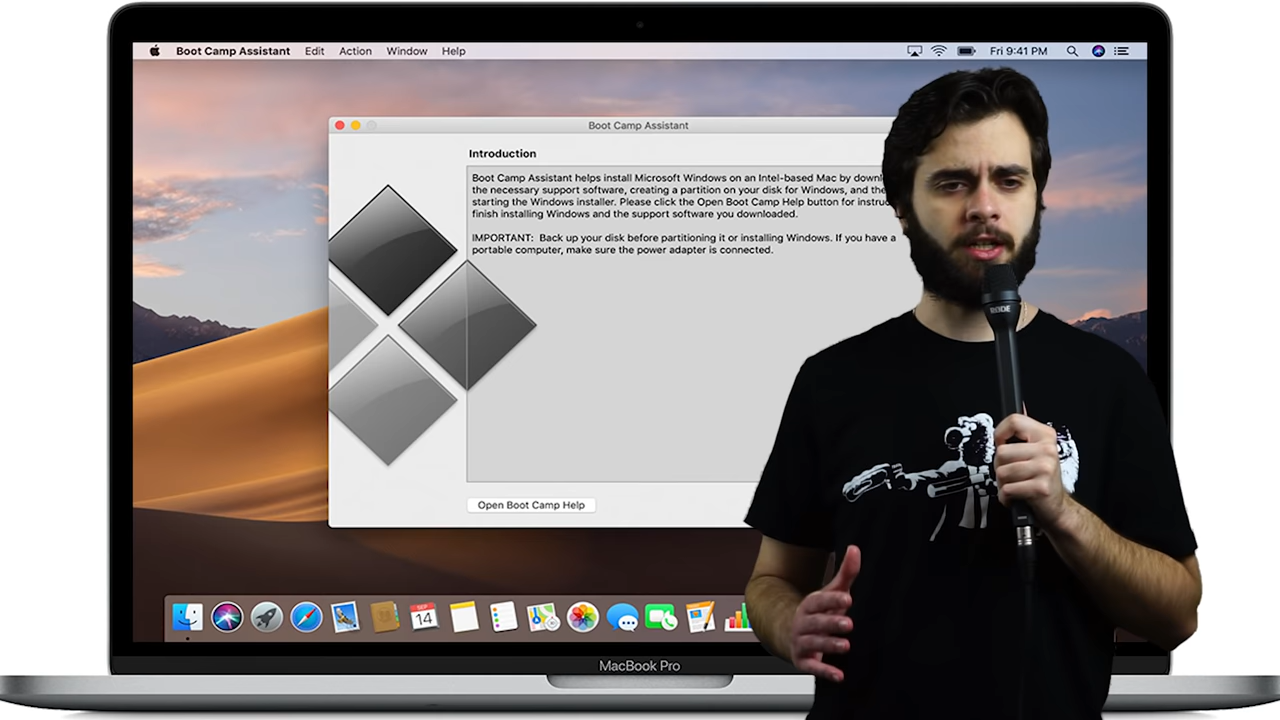 Boot Camp Assistant Edit Action Window Help Fri 9:41 PM
Boot Camp Assistant
Introduction
Boot Camp Assistant helps install Microsoft Windows on an Intel-based Mac by downl
the necessary support software, creating a partition on your disk for Windows, and the
starting the Windows installer. Please click the Open Boot Camp Help button for instruc
finish installing Windows and the support software you downloaded.
IMPORTANT: Back up your disk before partitioning it or installing Windows. If you have a
portable computer, make sure the power adapter is connected.
RODE
Open Boot Camp Help
SEP
14
MacBook Pro